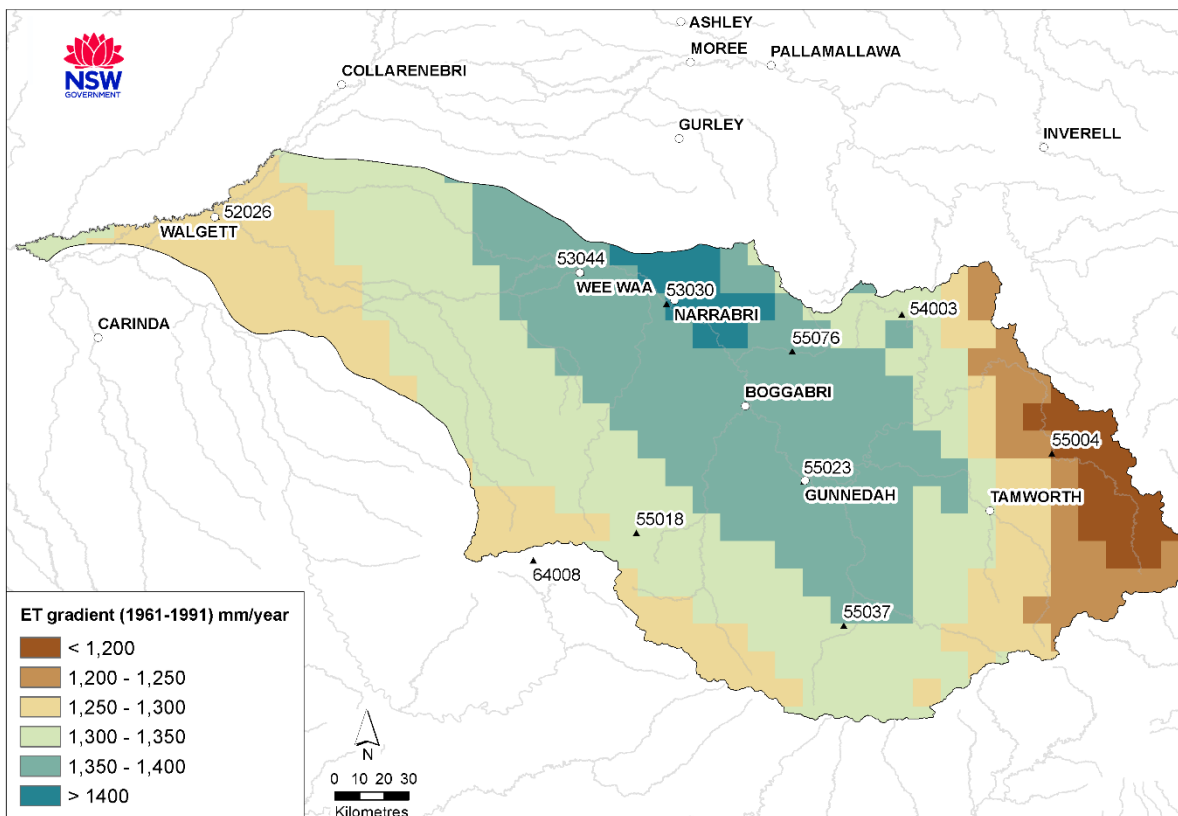 NSW
GOVERNMENT
ASHLEY
MOREE
PALLAMALLAWA
COLLARENEBRI
GURLEY
INVERELL
52026
WALGETT
53044
WEE WAA
53030
NARRABRI
54003
CARINDA
55076
BOGGABRI
55004
55023
GUNNEDAH
TAMWORTH
55018
64008
55037
ET gradient (1961-1991) mm/year
< 1,200
1,200 - 1,250
1,250 - 1,300
1,300 - 1,350
1,350 - 1,400
> 1400
N
0 10 20 30
Kilometres